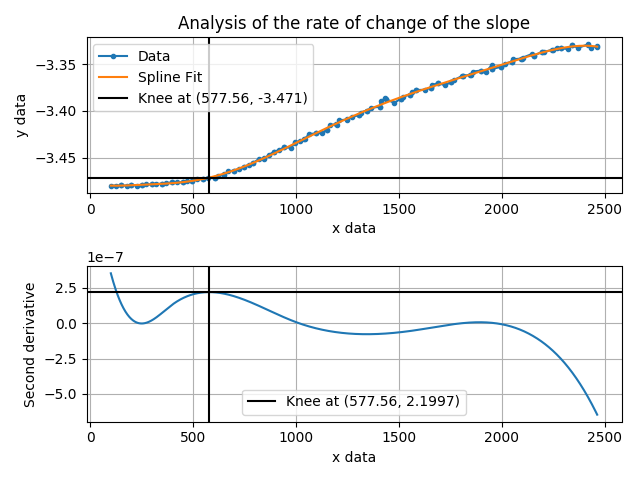 Analysis of the rate of change of the slope
Data
Spline Fit
Knee at (577.56, -3.471)
−3.35
−3.40
−3.45
y data
0 500 1000 1500 2000 2500
x data
1e−7
2.5
0.0
−2.5
−5.0
Second derivative
Knee at (577.56, 2.1997)
0 500 1000 1500 2000 2500
x data